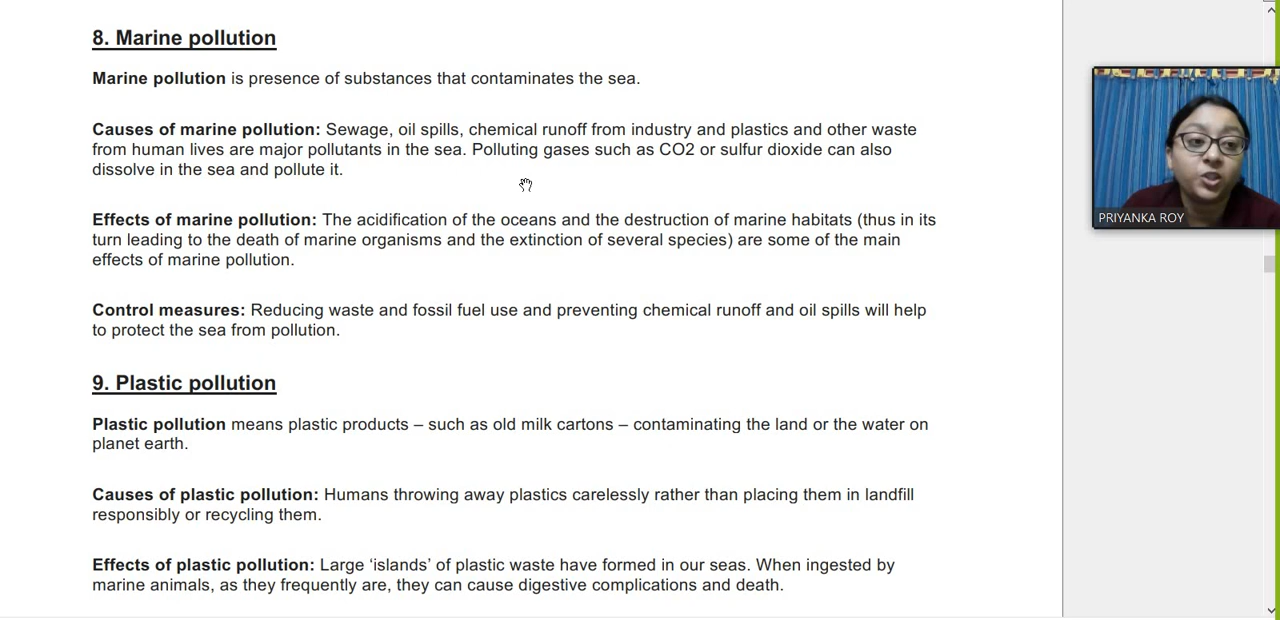 8. Marine pollution
Marine pollution is presence of substances that contaminates the sea.
Causes of marine pollution: Sewage, oil spills, chemical runoff from industry and plastics and other waste
from human lives are major pollutants in the sea. Polluting gases such as CO2 or sulfur dioxide can also
dissolve in the sea and pollute it.
Effects of marine pollution: The acidification of the oceans and the destruction of marine habitats (thus in its
turn leading to the death of marine organisms and the extinction of several species) are some of the main
effects of marine pollution.
Control measures: Reducing waste and fossil fuel use and preventing chemical runoff and oil spills will help
to protect the sea from pollution.
9. Plastic pollution
Plastic pollution means plastic products – such as old milk cartons – contaminating the land or the water on
planet earth.
Causes of plastic pollution: Humans throwing away plastics carelessly rather than placing them in landfill
responsibly or recycling them.
Effects of plastic pollution: Large ‘islands’ of plastic waste have formed in our seas. When ingested by
marine animals, as they frequently are, they can cause digestive complications and death.
PRIYANKA ROY